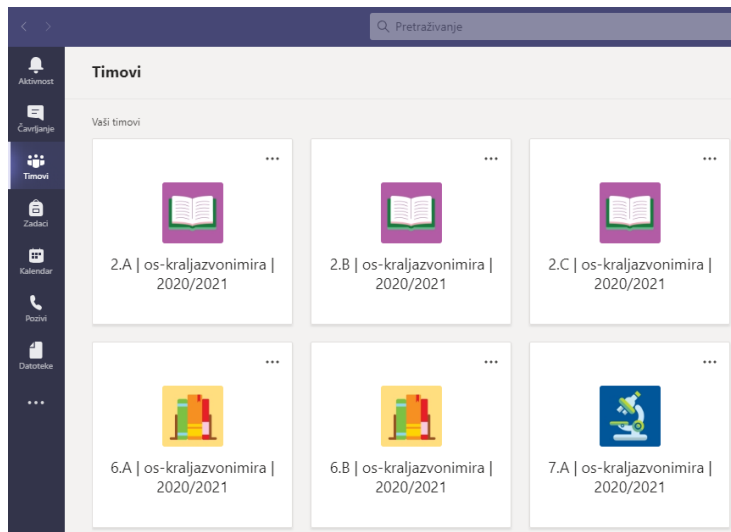 Pretraživanje
Aktivnost
Čavrljanje
Timovi
Zadaci
Kalendar
Pozivi
Datoteke
Timovi
Vaši timovi
2.A | os-kraljazvonimira |
2020/2021
2.B | os-kraljazvonimira |
2020/2021
2.C | os-kraljazvonimira |
2020/2021
6.A | os-kraljazvonimira |
2020/2021
6.B | os-kraljazvonimira |
2020/2021
7.A | os-kraljazvonimira |
2020/2021